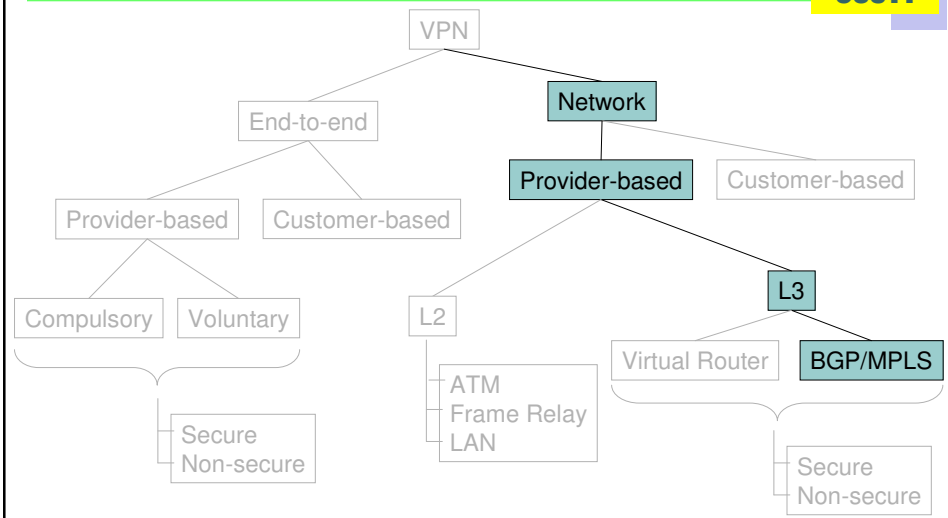 VPN
Network
End-to-end
Provider-based
Customer-based
Provider-based
Customer-based
L3
Compulsory
Voluntary
L2
Virtual Router
BGP/MPLS
ATM
Frame Relay
LAN
Secure
Non-secure
Secure
Non-secure